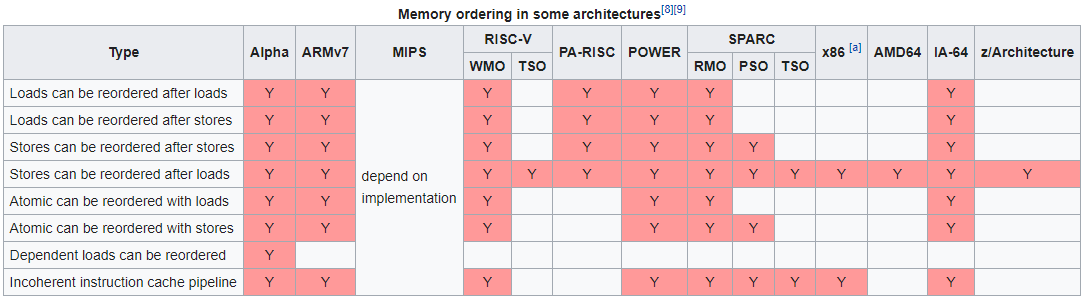 Memory ordering in some architectures[8][9]
Type Alpha ARMv7 MIPS RISC-V PA-RISC POWER SPARC x86 [a] AMD64 IA-64 z/Architecture
WMO TSO RMO PSO TSO
Loads can be reordered after loads Y Y Y Y Y Y Y
Loads can be reordered after stores Y Y Y Y Y Y Y
Stores can be reordered after stores Y Y Y Y Y Y Y Y
Stores can be reordered after loads Y Y Y Y Y Y Y Y Y Y Y Y Y
depend on
implementation
Atomic can be reordered with loads Y Y Y Y Y Y
Atomic can be reordered with stores Y Y Y Y Y Y Y
Dependent loads can be reordered Y
Incoherent instruction cache pipeline Y Y Y Y Y Y Y Y Y